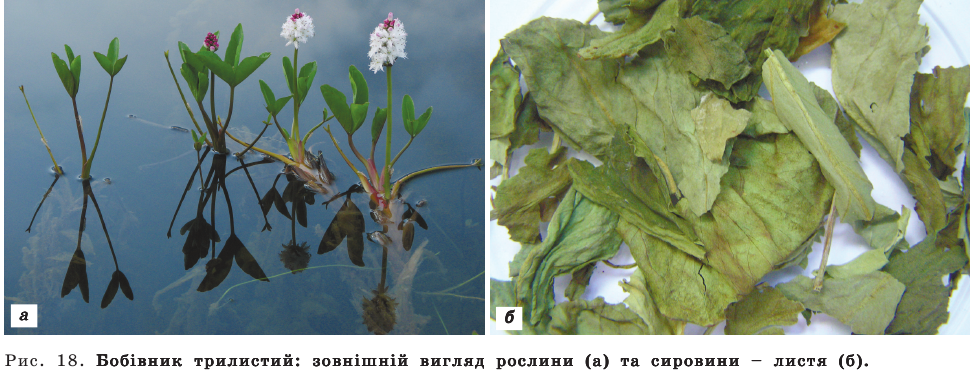 а
б
Рис. 18. Бобівник трилистий: зовнішній вигляд рослини (а) та сировини – листя (б).